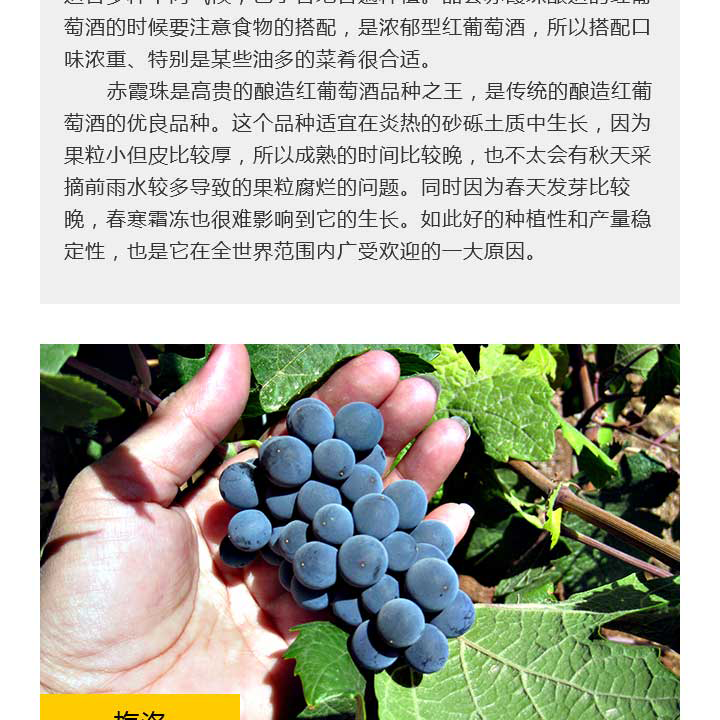 萄酒的时候要注意食物的搭配，是浓郁型红葡萄酒，所以搭配口
味浓重、特别是某些油多的菜肴很合适。
赤霞珠是高贵的酿造红葡萄酒品种之王，是传统的酿造红葡
萄酒的优良品种。这个品种适宜在炎热的砂砾土质中生长，因为
果粒小但皮比较厚，所以成熟的时间比较晚，也不太会有秋天采
摘前雨水较多导致的果粒腐烂的问题。同时因为春天发芽比较
晚，春寒霜冻也很难影响到它的生长。如此好的种植性和产量稳
定性，也是它在全世界范围内广受欢迎的一大原因。
梅洛